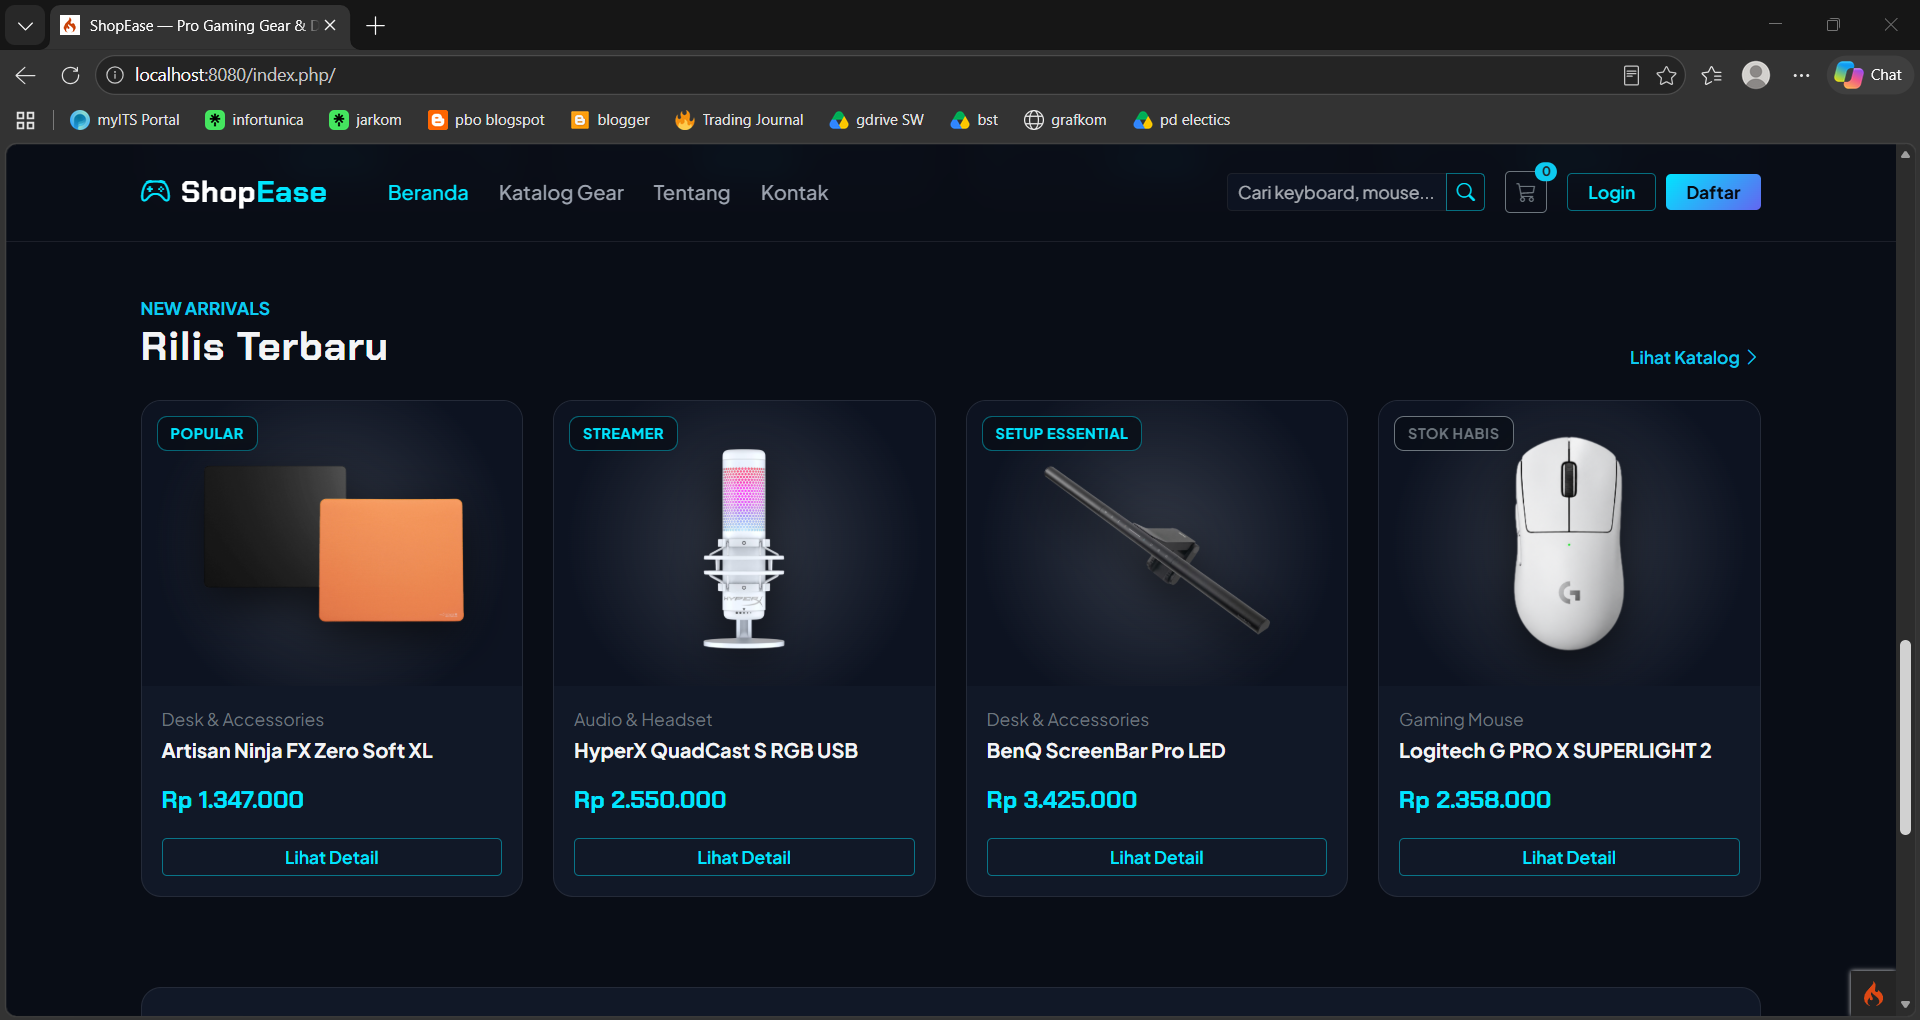 ShopEase — Pro Gaming Gear & D
localhost:8080/index.php/
Chat
myITS Portal
infortunica
jarkom
pbo blogspot
blogger
Trading Journal
gdrive SW
bst
grafkom
pd electics
ShopEase
Beranda
Katalog Gear
Tentang
Kontak
Cari keyboard, mouse...
0
Login
Daftar
NEW ARRIVALS
Rilis Terbaru
Lihat Katalog
POPULAR
STREAMER
SETUP ESSENTIAL
STOK HABIS
HYPERX
G
Desk & Accessories
Artisan Ninja FX Zero Soft XL
Rp 1.347.000
Lihat Detail
Audio & Headset
HyperX QuadCast S RGB USB
Rp 2.550.000
Lihat Detail
Desk & Accessories
BenQ ScreenBar Pro LED
Rp 3.425.000
Lihat Detail
Gaming Mouse
Logitech G PRO X SUPERLIGHT 2
Rp 2.358.000
Lihat Detail